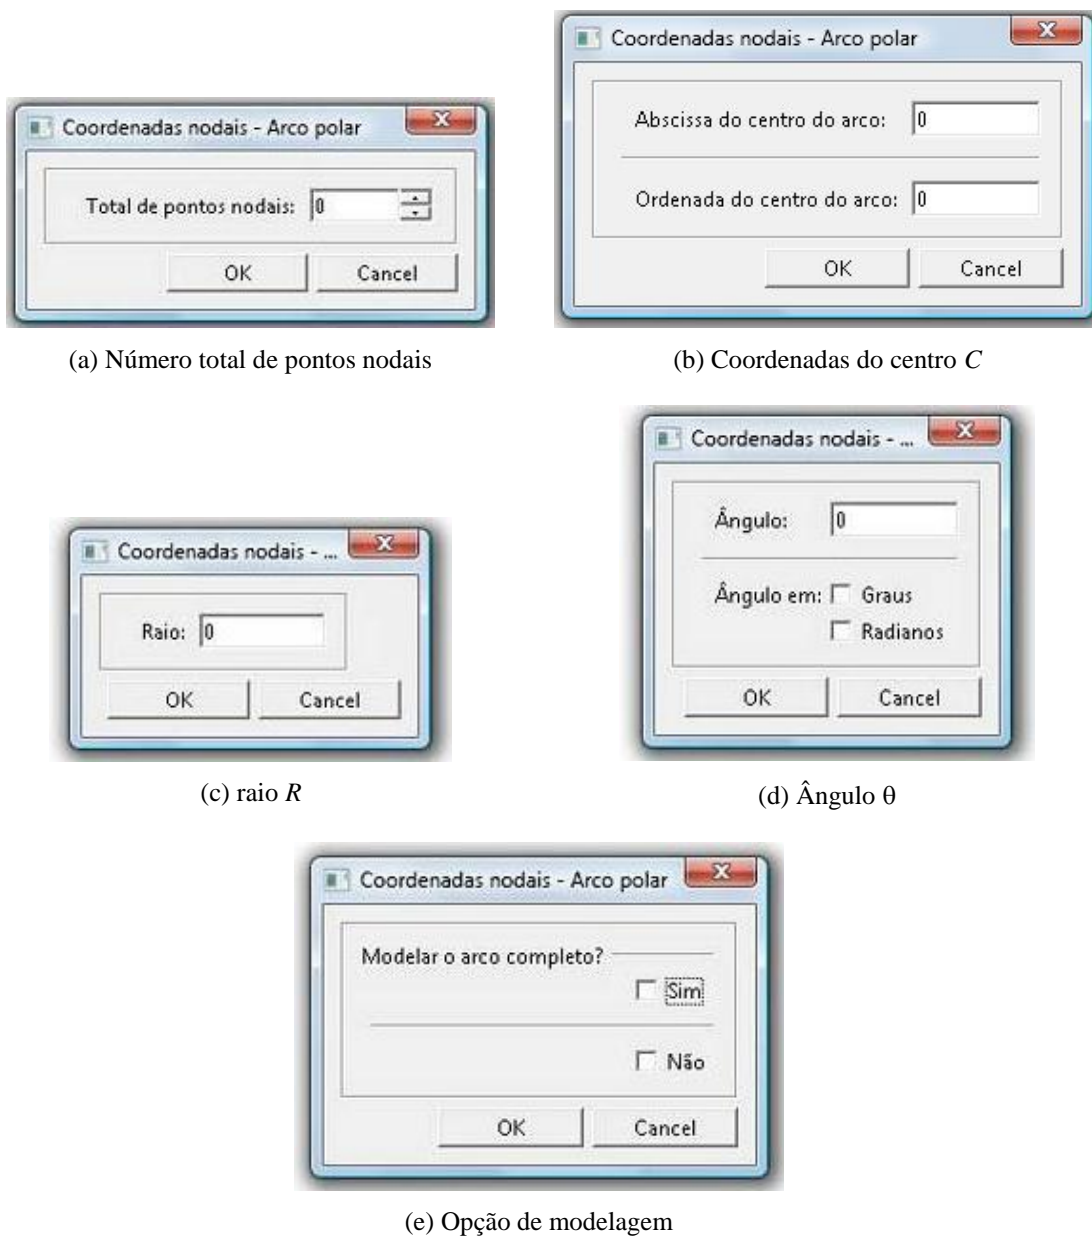 Coordenadas nodais - Arco polar
Total de pontos nodais: 0
OK Cancel
(a) Número total de pontos nodais
Coordenadas nodais - Arco polar
Abscissa do centro do arco: 0
Ordenada do centro do arco: 0
OK Cancel
(b) Coordenadas do centro C
Coordenadas nodais - ...
Raio: 0
OK Cancel
(c) raio R
Coordenadas nodais - ...
Ângulo: 0
Ângulo em: Graus
Radianos
OK Cancel
(d) Ângulo θ
Coordenadas nodais - Arco polar
Modelar o arco completo?
Sim
Não
OK Cancel
(e) Opção de modelagem